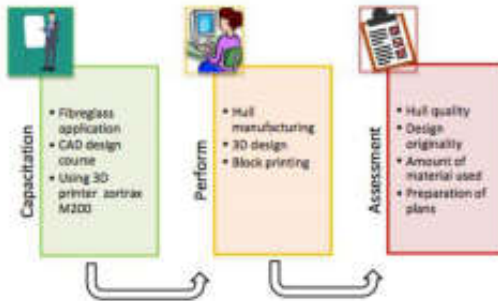 Capacitation
• Fibreglass
application
• CAD design
course
• Using 3D
printer zortrax
M200
Perform
• Hull
manufacturing
• 3D design
• Block printing
Assessment
• Hull quality
• Design
originality
• Amount of
material used
• Preparation of
plans